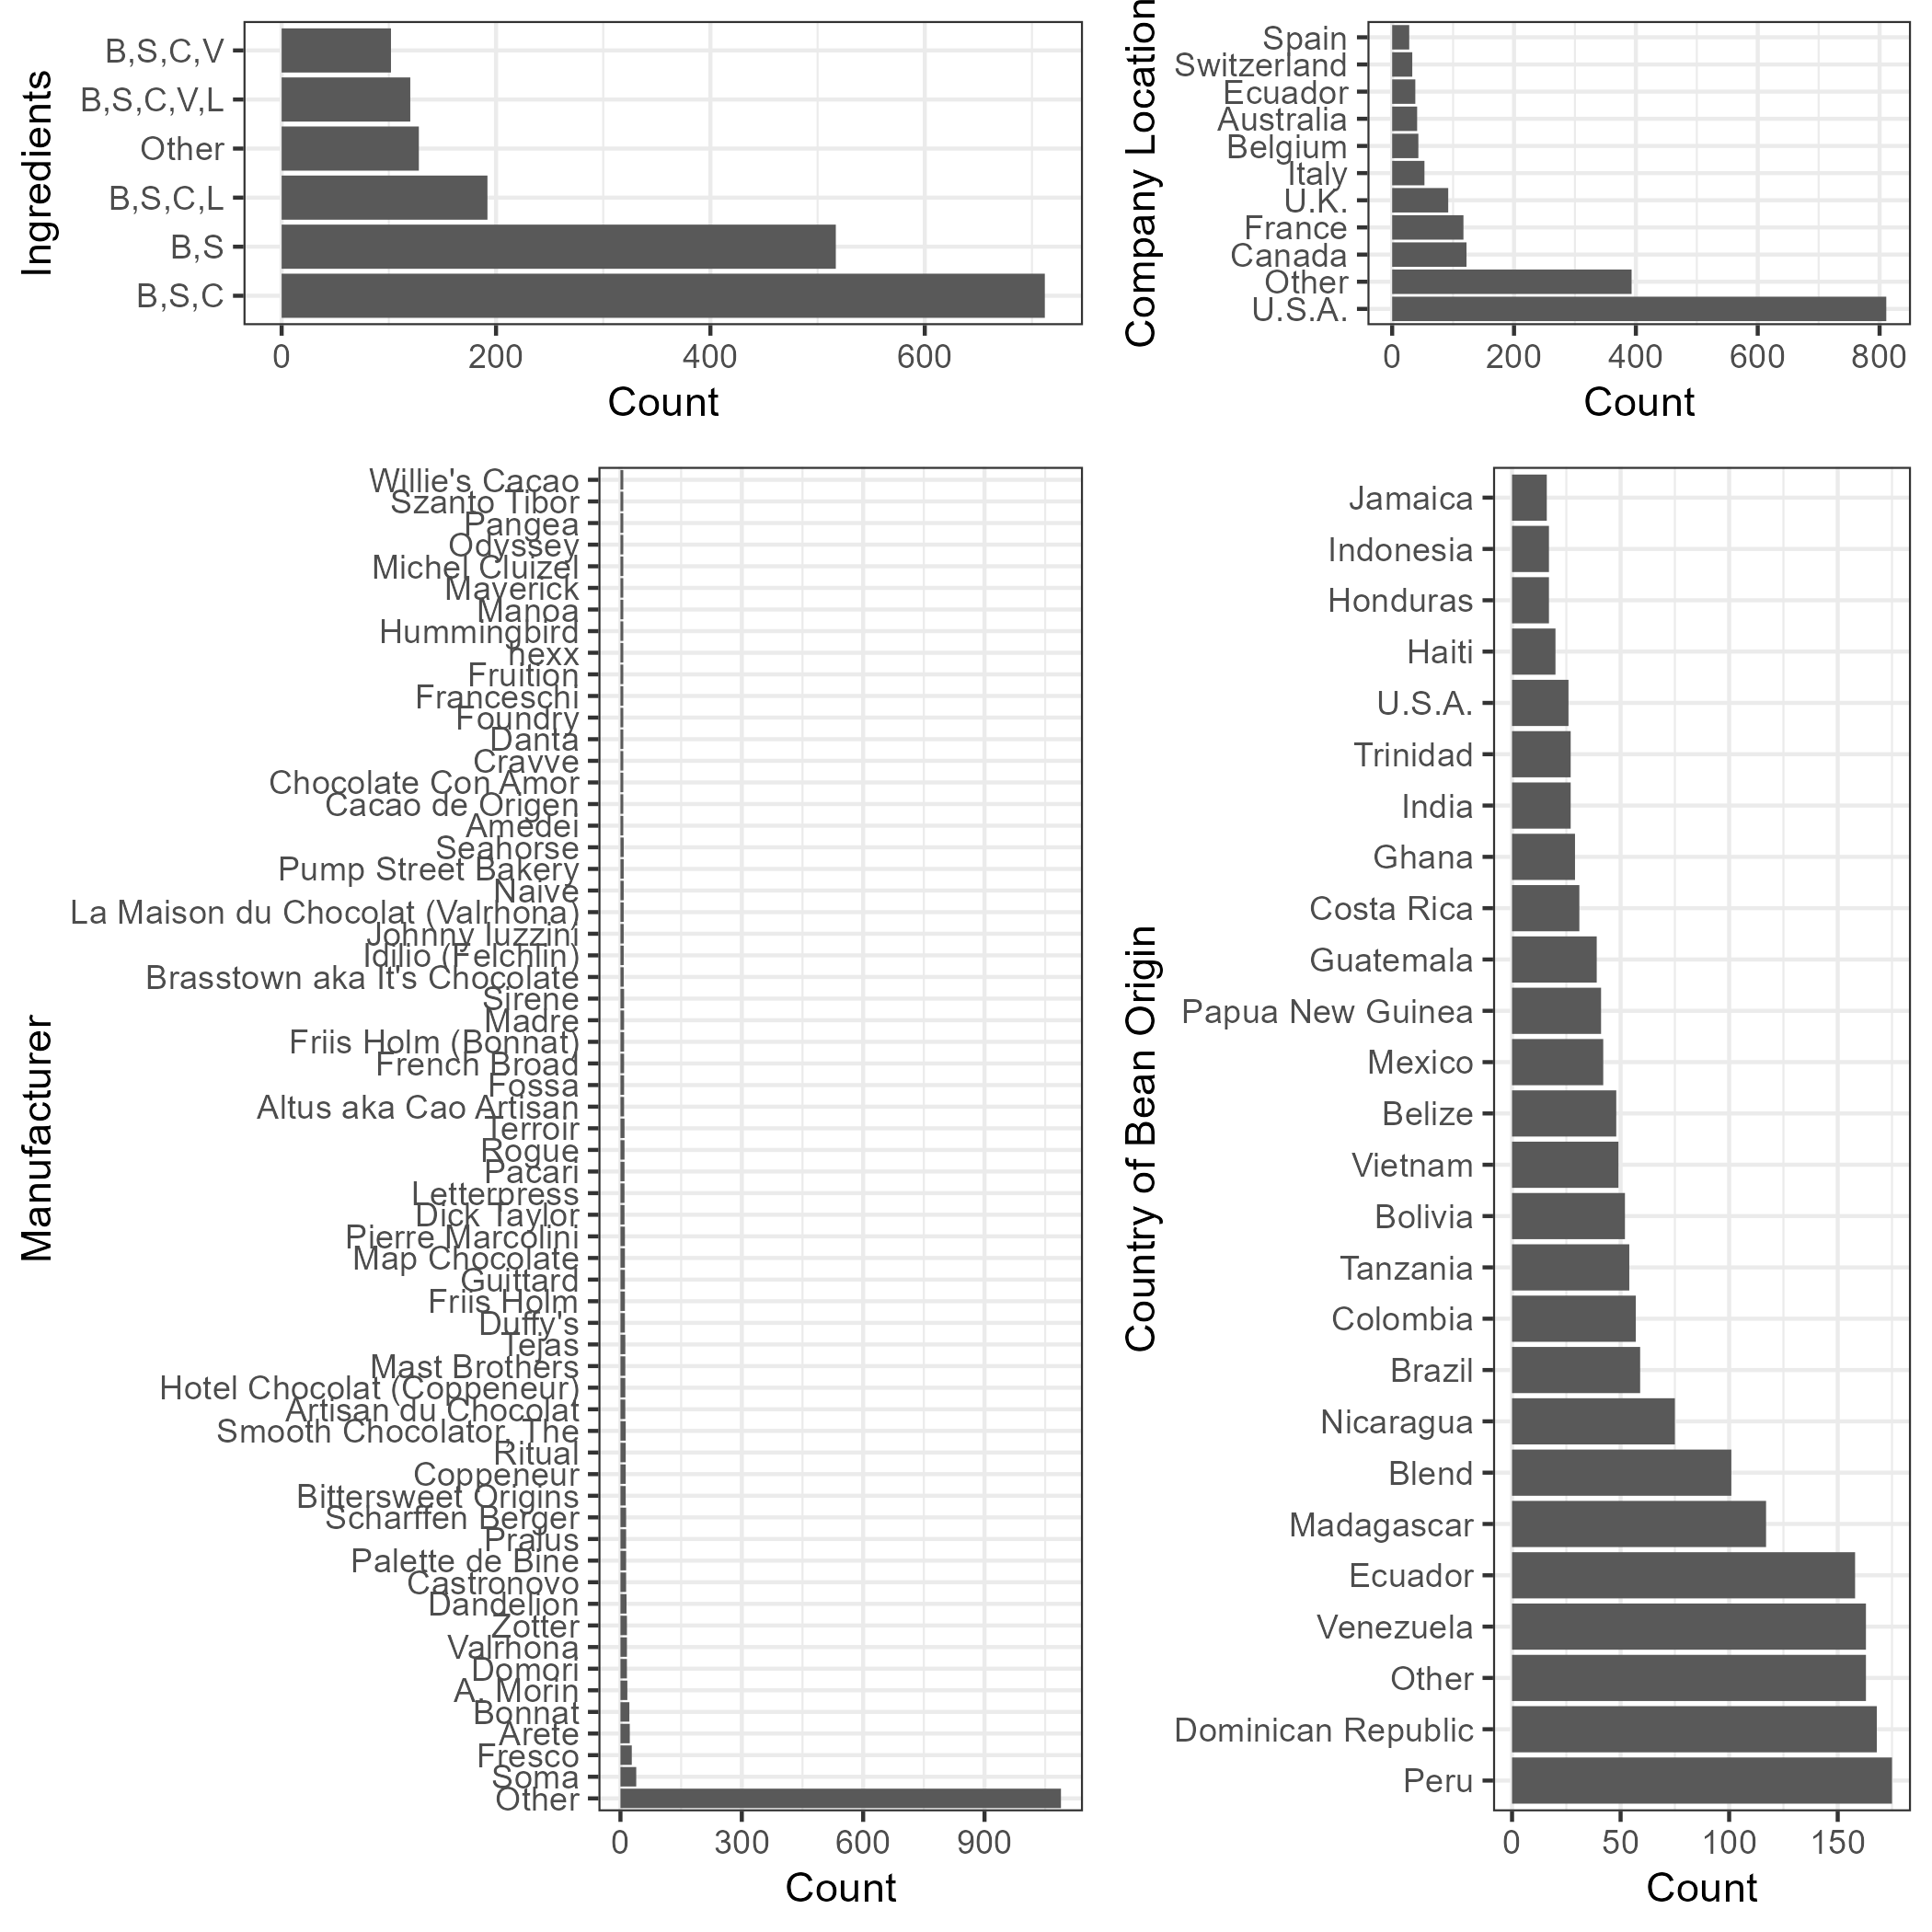 Ingredients
B,S,C,V
B,S,C,V,L
Other
B,S,C,L
B,S
B,S,C
0 200 400 600
Count
Company Location
Spain
Switzerland
Ecuador
Australia
Belgium
Italy
U.K.
France
Canada
Other
U.S.A.
0 200 400 600 800
Count
Manufacturer
Willie's Cacao
Szanto Tibor
Pangea
Odyssey
Michel Cluizel
Maverick
Manoa
Hummingbird
hexx
Fruition
Franceschi
Foundry
Danta
Cravve
Chocolate Con Amor
Cacao de Origen
Amedei
Seahorse
Pump Street Bakery
Naive
La Maison du Chocolat (Valrhona)
Johnny Iuzzini
Idilio (Felchlin)
Brasstown aka It's Chocolate
Sirene
Madre
Friis Holm (Bonnat)
French Broad
Fossa
Altus aka Cao Artisan
Terroir
Rogue
Pacari
Letterpress
Dick Taylor
Pierre Marcolini
Map Chocolate
Guittard
Friis Holm
Duffy's
Tejas
Mast Brothers
Hotel Chocolat (Coppeneur)
Artisan du Chocolat
Smooth Chocolator, The
Ritual
Coppeneur
Bittersweet Origins
Scharffen Berger
Pralus
Palette de Bine
Castronovo
Dandelion
Zotter
Valrhona
Domori
A. Morin
Bonnat
Arete
Fresco
Soma
Other
0 300 600 900
Count
Country of Bean Origin
Jamaica
Indonesia
Honduras
Haiti
U.S.A.
Trinidad
India
Ghana
Costa Rica
Guatemala
Papua New Guinea
Mexico
Belize
Vietnam
Bolivia
Tanzania
Colombia
Brazil
Nicaragua
Blend
Madagascar
Ecuador
Venezuela
Other
Dominican Republic
Peru
0 50 100 150
Count